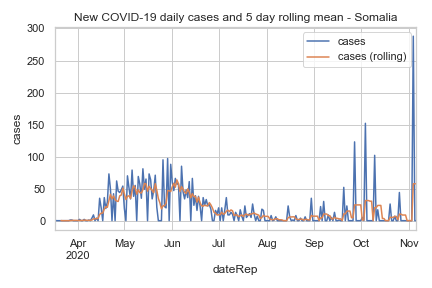 New COVID-19 daily cases and 5 day rolling mean - Somalia
cases
cases (rolling)
300
250
200
150
100
50
0
cases
Apr
2020
May
Jun
Jul
Aug
Sep
Oct
Nov
dateRep